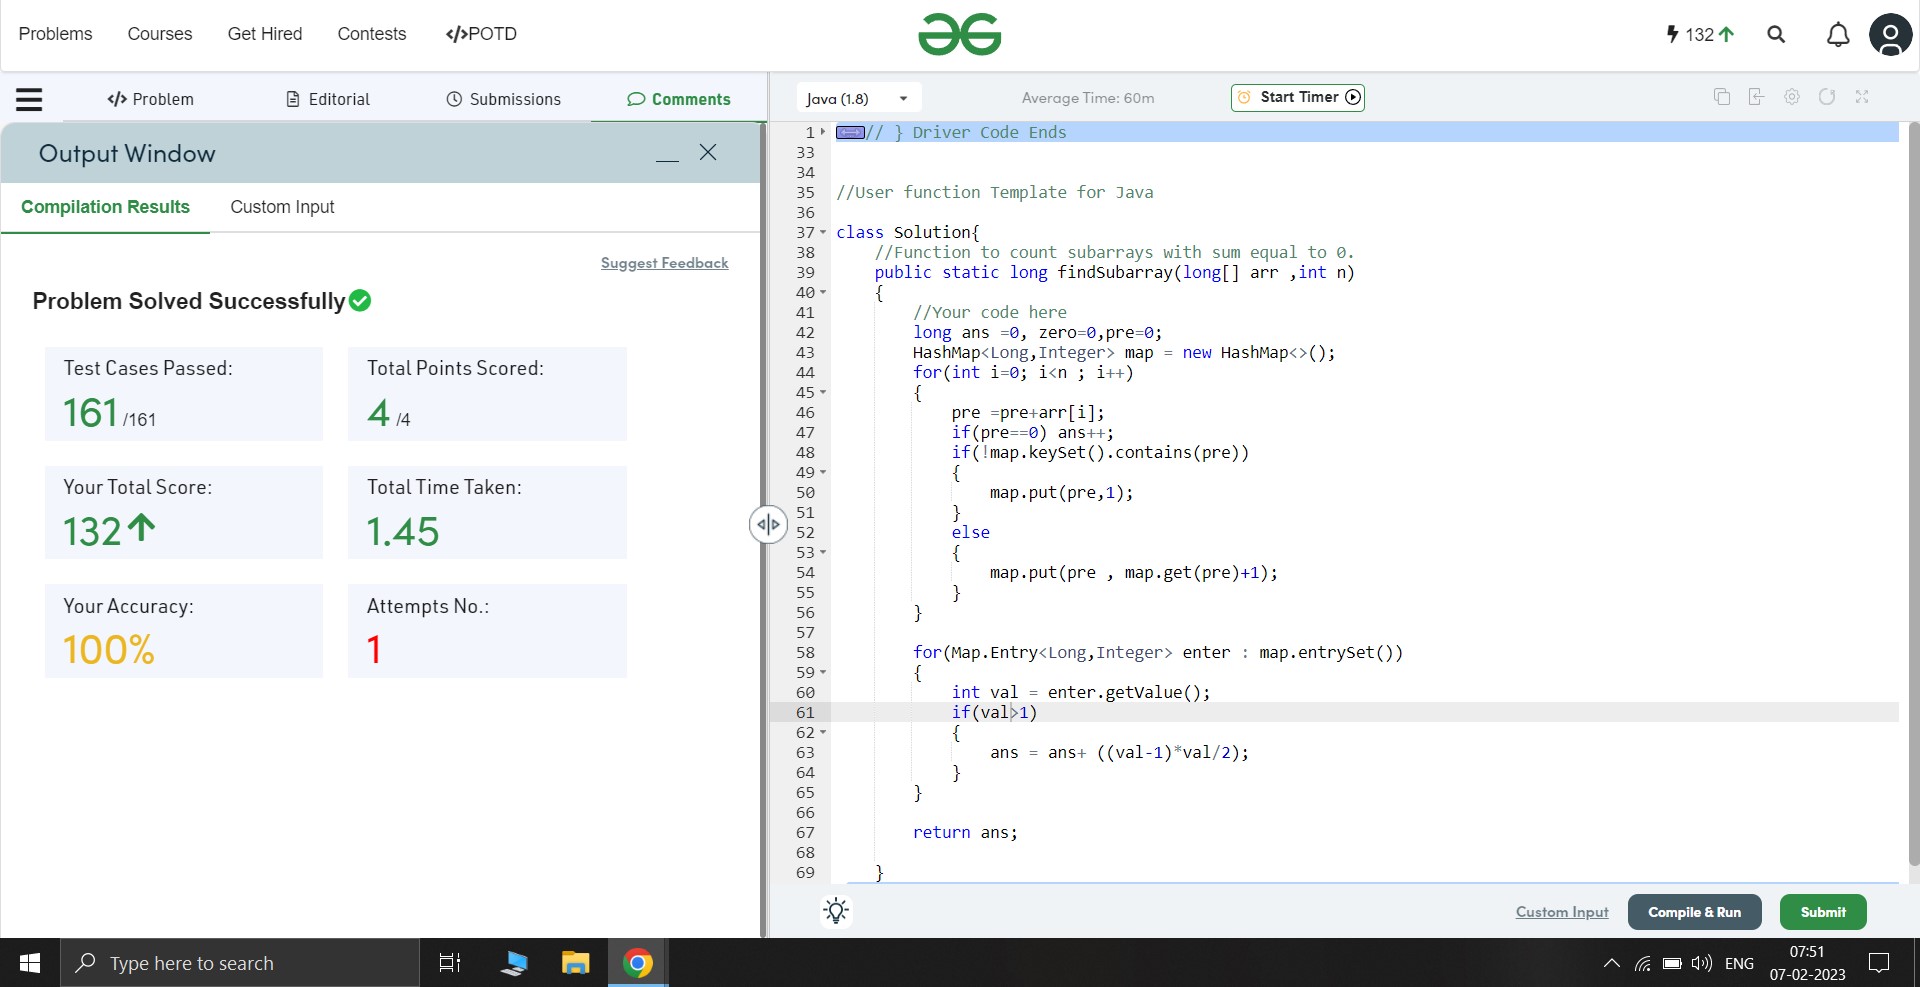 Problems Courses Get Hired Contests </>POTD 132
</> Problem Editorial Submissions Comments
Output Window
Compilation Results Custom Input
Suggest Feedback
Problem Solved Successfully
Test Cases Passed: Total Points Scored:
161 /161 4 /4
Your Total Score: Total Time Taken:
132 1.45
Your Accuracy: Attempts No.:
100% 1
Java (1.8) Average Time: 60m Start Timer
1 // } Driver Code Ends
33
34
35 //User function Template for Java
36
37 class Solution{
38 //Function to count subarrays with sum equal to 0.
39 public static long findSubarray(long[] arr ,int n)
40 {
41 //Your code here
42 long ans =0, zero=0,pre=0;
43 HashMap<Long,Integer> map = new HashMap<>();
44 for(int i=0; i<n ; i++)
45 {
46 pre =pre+arr[i];
47 if(pre==0) ans++;
48 if(!map.keySet().contains(pre))
49 {
50 map.put(pre,1);
51 }
52 else
53 {
54 map.put(pre , map.get(pre)+1);
55 }
56 }
57
58 for(Map.Entry<Long,Integer> enter : map.entrySet())
59 {
60 int val = enter.getValue();
61 if(val>1)
62 {
63 ans = ans+ ((val-1)*val/2);
64 }
65 }
66
67 return ans;
68
69 }
Custom Input Compile & Run Submit
Type here to search
ENG
07:51
07-02-2023